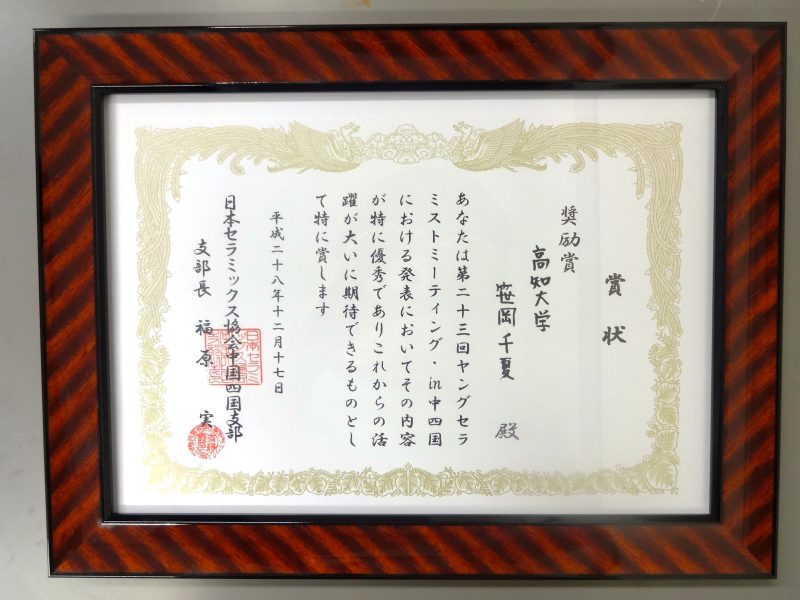 賞状
奨励賞
高知大学
笹岡千夏 殿
あなたは第二十三回ヤングセラ
ミストミーティング・in中四国
における発表においてその内容
が特に優秀でありこれからの活
躍が大いに期待できるものとし
て特に賞します
平成二十八年十二月十七日
日本セラミックス協会中国四国支部
支部長 福原 実